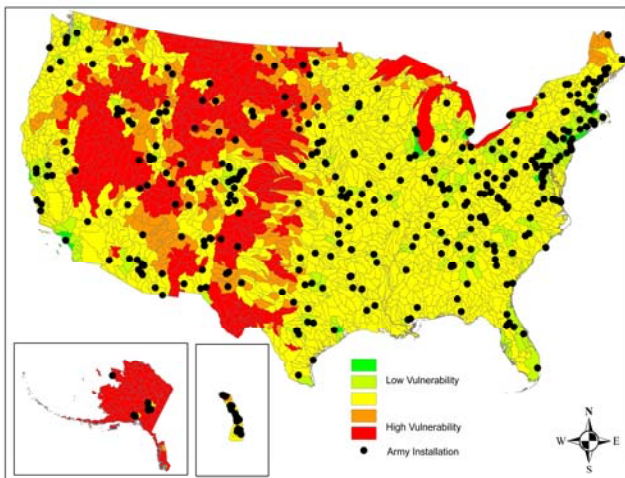 Low Vulnerability
High Vulnerability
Army Installation
N
W E
S